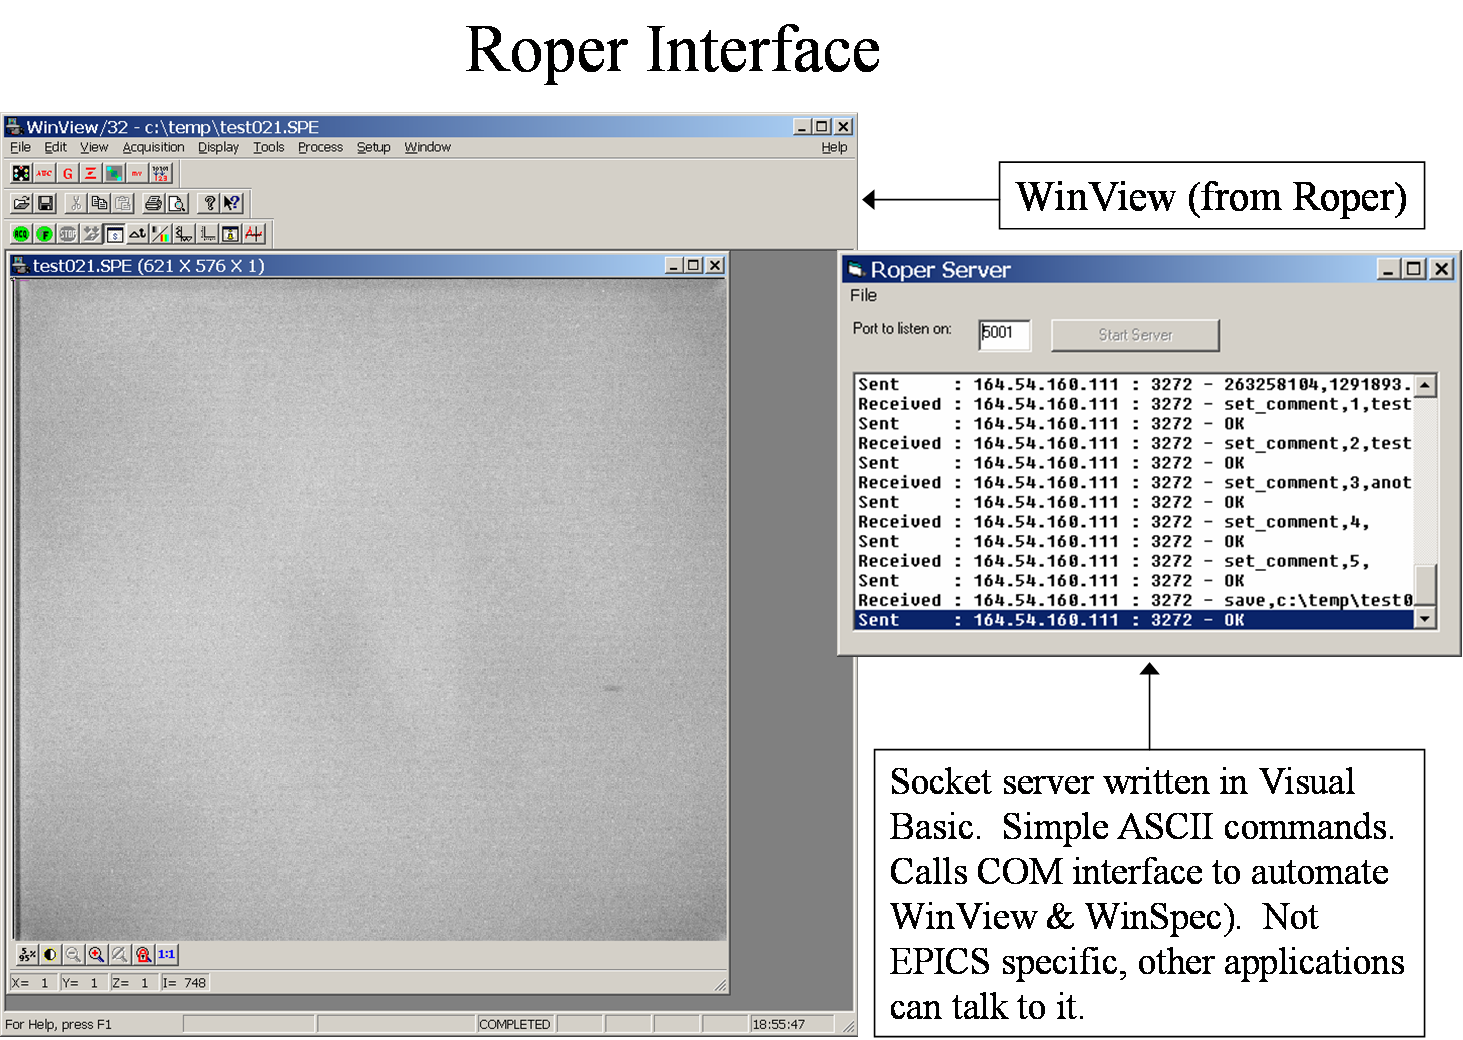 Roper Interface
WinView/32 - c:\temp\test021.SPE
File Edit View Acquisition Display Tools Process Setup Window Help
ABC G
ACQ F STOP
test021.SPE (621 X 576 X 1)
5% 95% 1:1
X= 1 Y= 1 Z= 1 I= 748
For Help, press F1 COMPLETED 18:55:47
WinView (from Roper)
Roper Server
File
Port to listen on: 5001 Start Server
Sent : 164.54.160.111 : 3272 - 263258104,1291893.
Received : 164.54.160.111 : 3272 - set_comment,1,test
Sent : 164.54.160.111 : 3272 - OK
Received : 164.54.160.111 : 3272 - set_comment,2,test
Sent : 164.54.160.111 : 3272 - OK
Received : 164.54.160.111 : 3272 - set_comment,3,anot
Sent : 164.54.160.111 : 3272 - OK
Received : 164.54.160.111 : 3272 - set_comment,4,
Sent : 164.54.160.111 : 3272 - OK
Received : 164.54.160.111 : 3272 - set_comment,5,
Sent : 164.54.160.111 : 3272 - OK
Received : 164.54.160.111 : 3272 - save,c:\temp\test0
Sent : 164.54.160.111 : 3272 - OK
Socket server written in Visual
Basic.  Simple ASCII commands.
Calls COM interface to automate
WinView & WinSpec).  Not
EPICS specific, other applications
can talk to it.